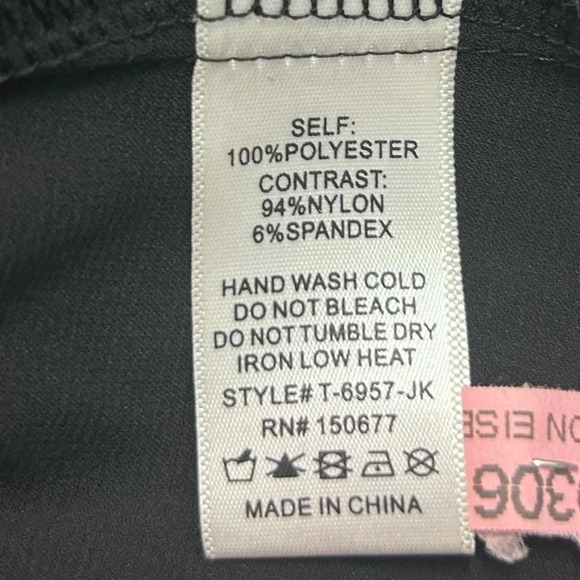 SELF:
100%POLYESTER
CONTRAST:
94%NYLON
6%SPANDEX
HAND WASH COLD
DO NOT BLEACH
DO NOT TUMBLE DRY
IRON LOW HEAT
STYLE# T-6957-JK
RN# 150677
MADE IN CHINA